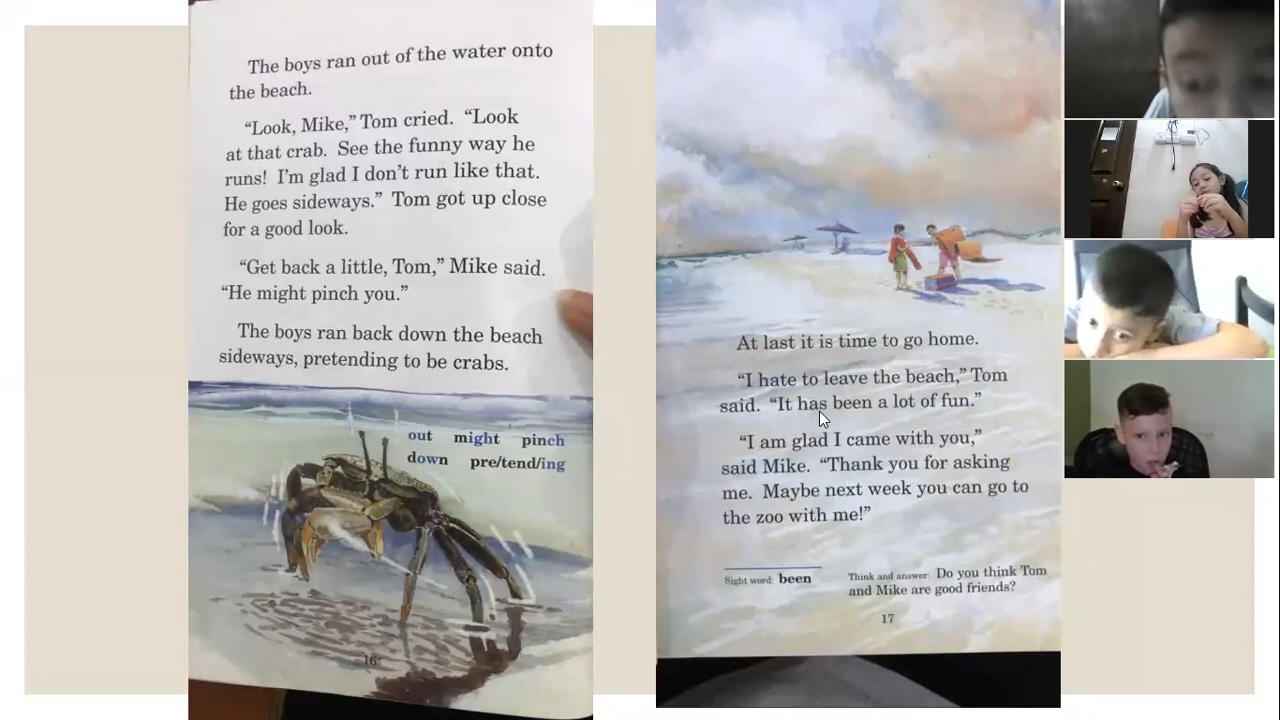 The boys ran out of the water onto
the beach.
"Look, Mike," Tom cried. "Look
at that crab. See the funny way he
runs! I'm glad I don't run like that.
He goes sideways." Tom got up close
for a good look.
"Get back a little, Tom," Mike said.
"He might pinch you."
The boys ran back down the beach
sideways, pretending to be crabs.
out might pinch
down pre/tend/ing
16
At last it is time to go home.
"I hate to leave the beach," Tom
said. "It has been a lot of fun."
"I am glad I came with you,"
said Mike. "Thank you for asking
me. Maybe next week you can go to
the zoo with me!"
Sight word: been
Think and answer: Do you think Tom
and Mike are good friends?
17